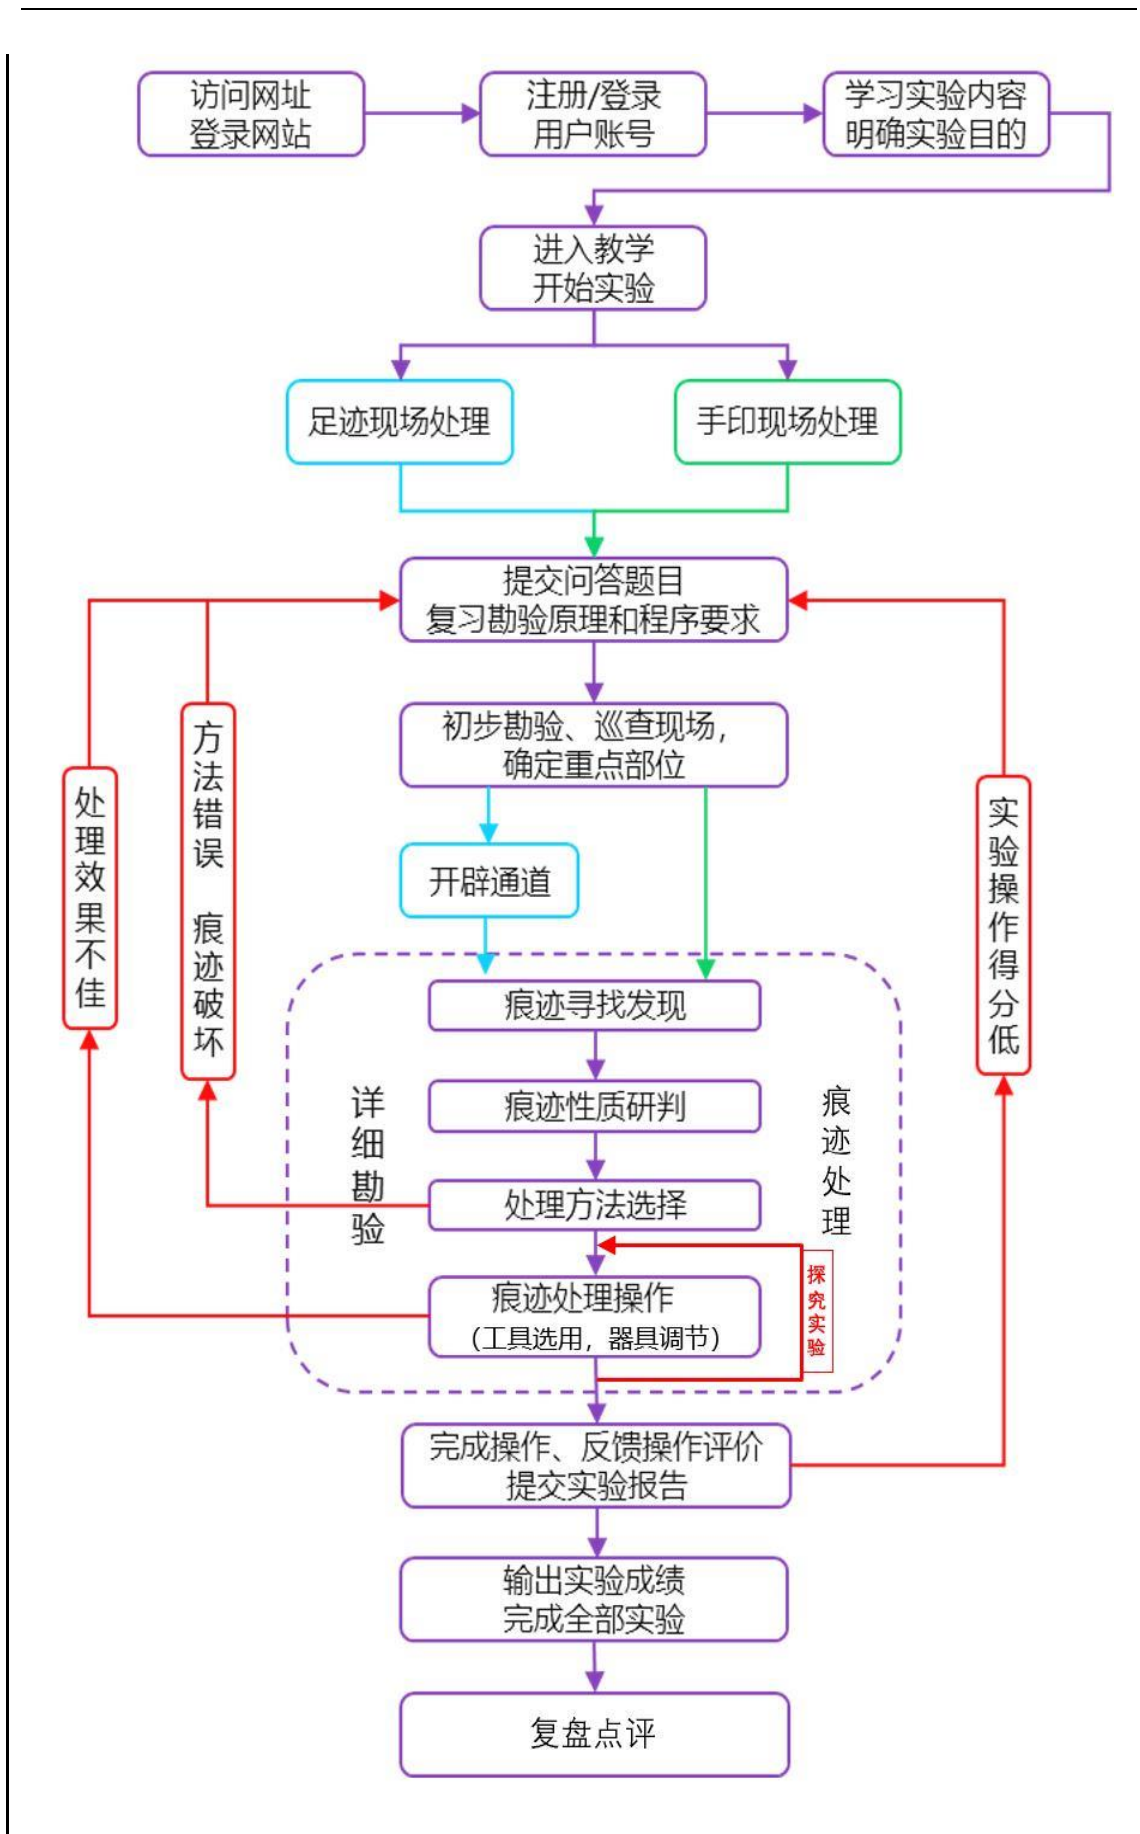 访问网址
登录网站
注册/登录
用户账号
学习实验内容
明确实验目的
进入教学
开始实验
足迹现场处理
手印现场处理
提交问答题目
复习勘验原理和程序要求
初步勘验、巡查现场，
确定重点部位
处理效果不佳
方法错误 痕迹破坏
实验操作得分低
开辟通道
痕迹寻找发现
痕迹性质研判
详细勘验
痕迹处理
处理方法选择
痕迹处理操作
（工具选用，器具调节）
探究实验
完成操作、反馈操作评价
提交实验报告
输出实验成绩
完成全部实验
复盘点评